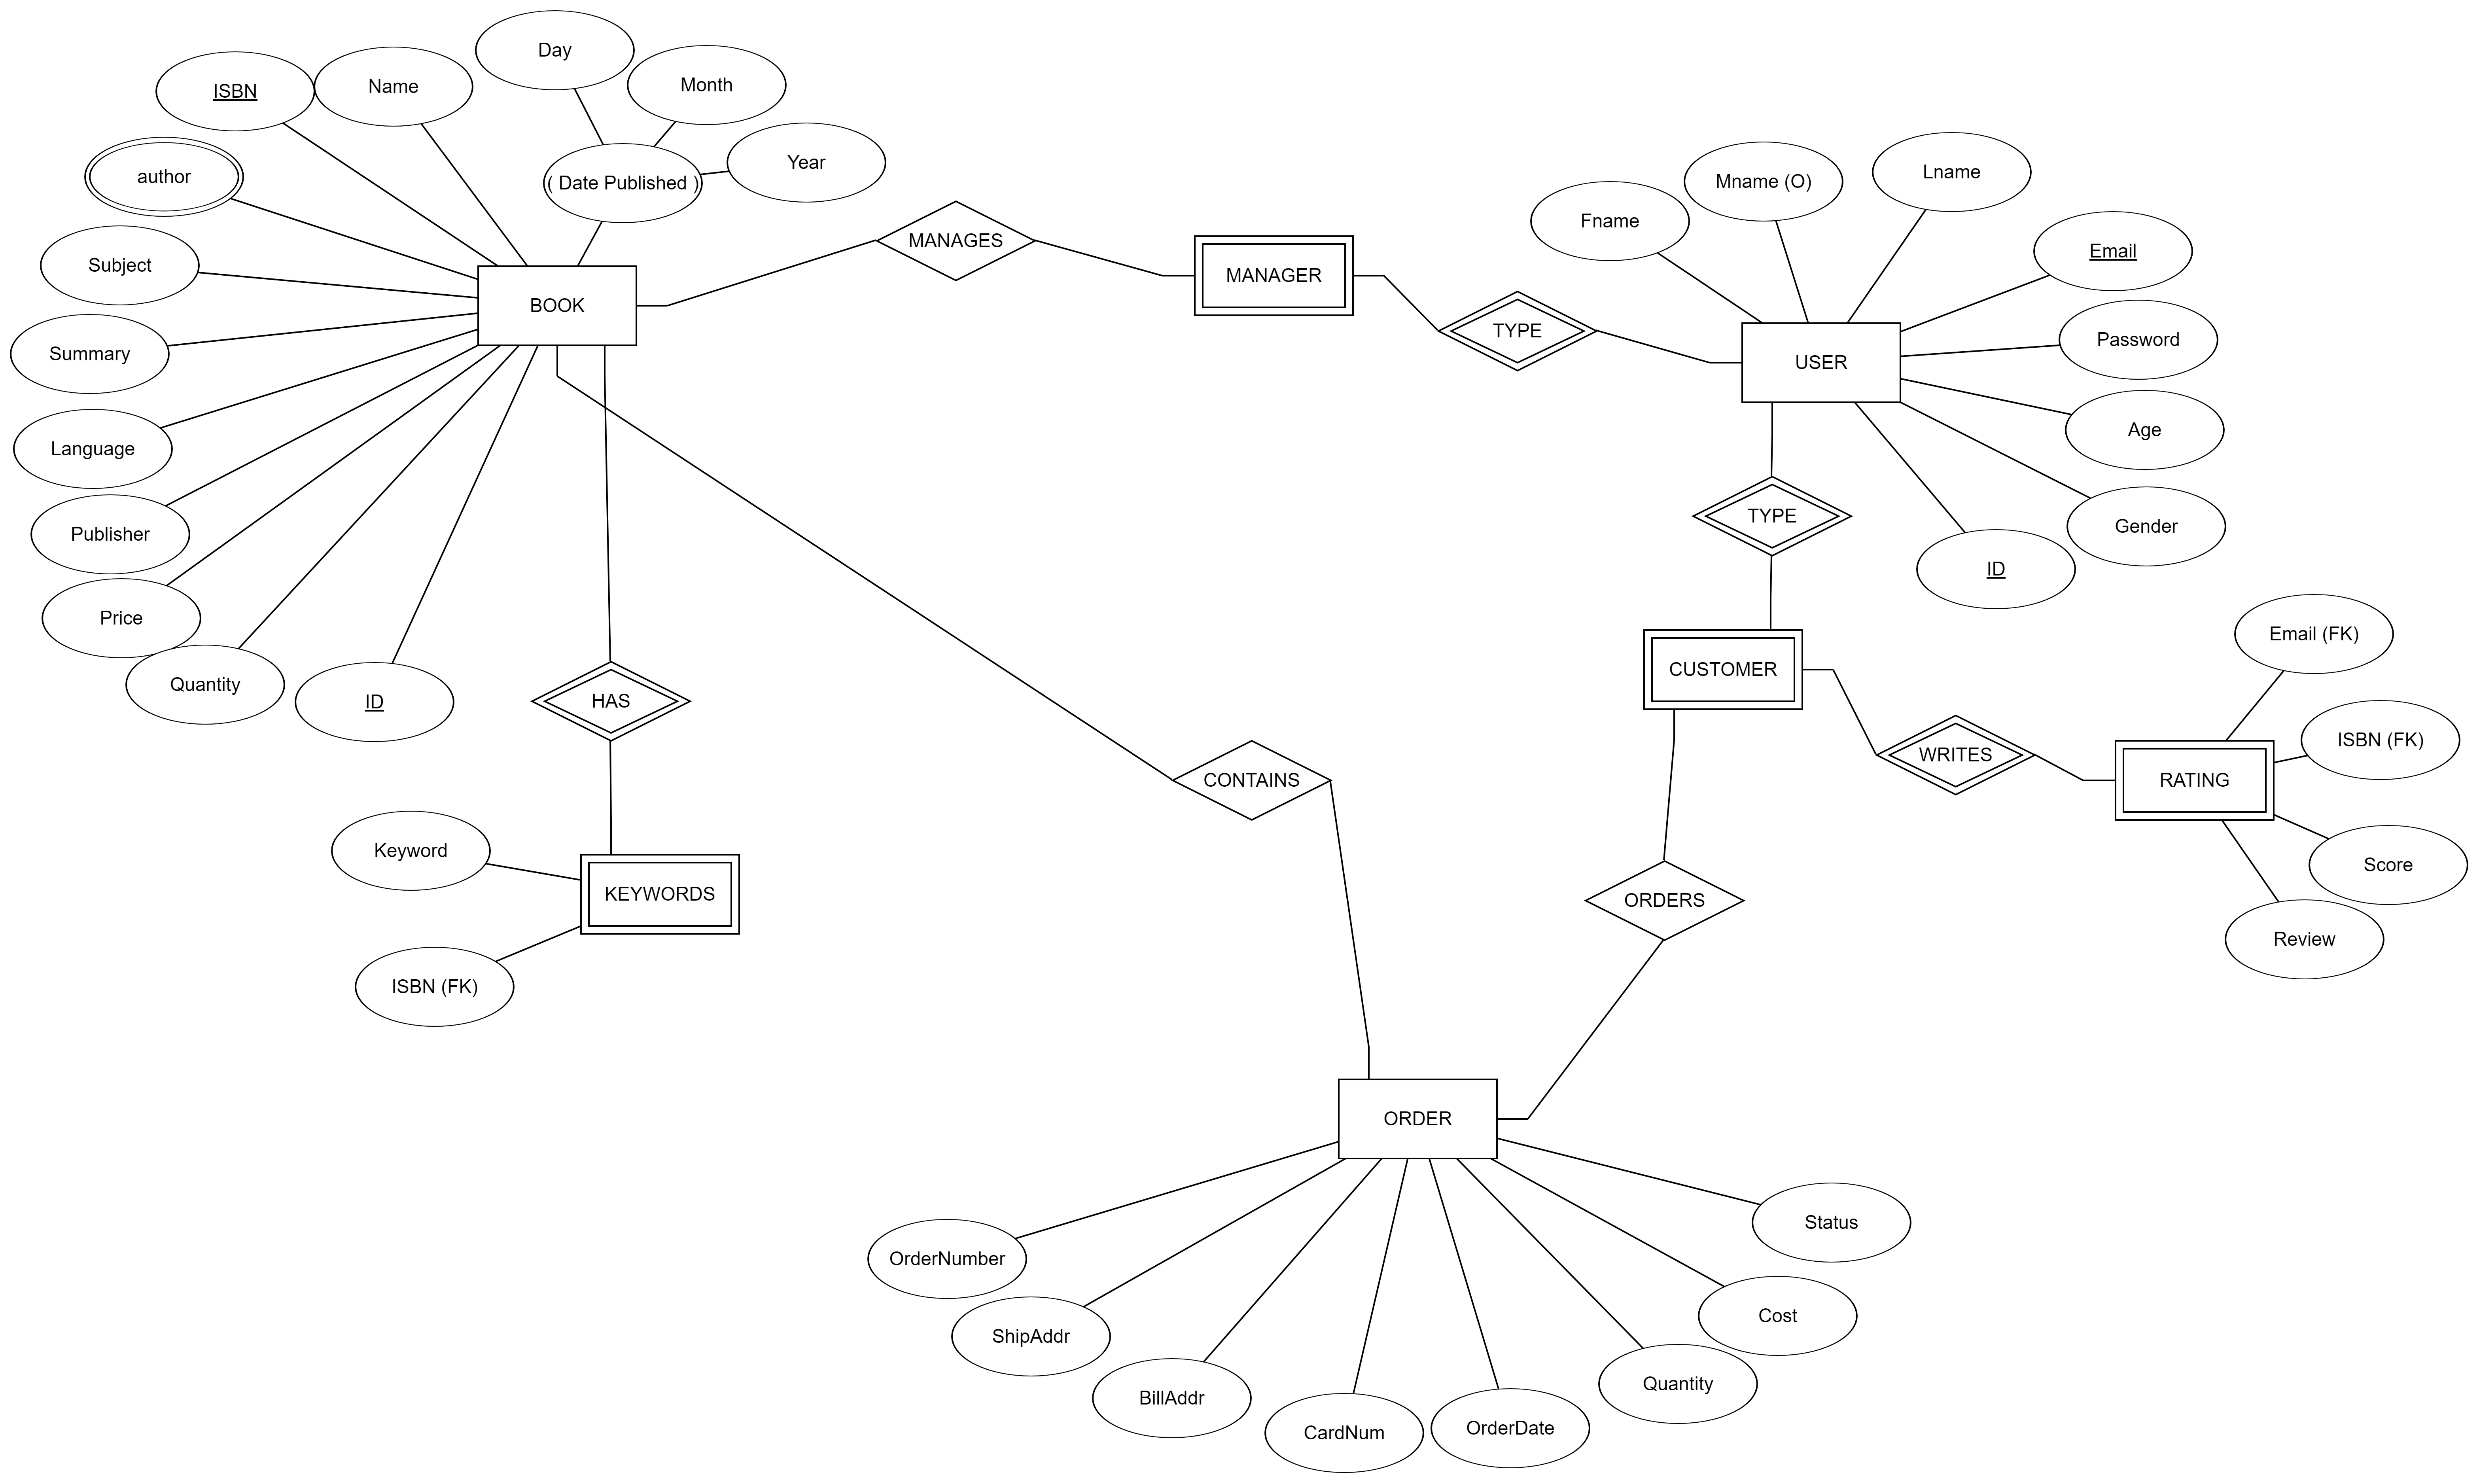 Day
Month
Name
ISBN
Year
author
( Date Published )
Lname
Mname (O)
Fname
MANAGES
Email
Subject
MANAGER
BOOK
TYPE
Password
Summary
USER
Age
Language
TYPE
Gender
Publisher
ID
Price
Email (FK)
CUSTOMER
Quantity
ID
HAS
ISBN (FK)
WRITES
CONTAINS
RATING
Keyword
Score
KEYWORDS
ORDERS
Review
ISBN (FK)
ORDER
Status
OrderNumber
Cost
ShipAddr
Quantity
BillAddr
OrderDate
CardNum